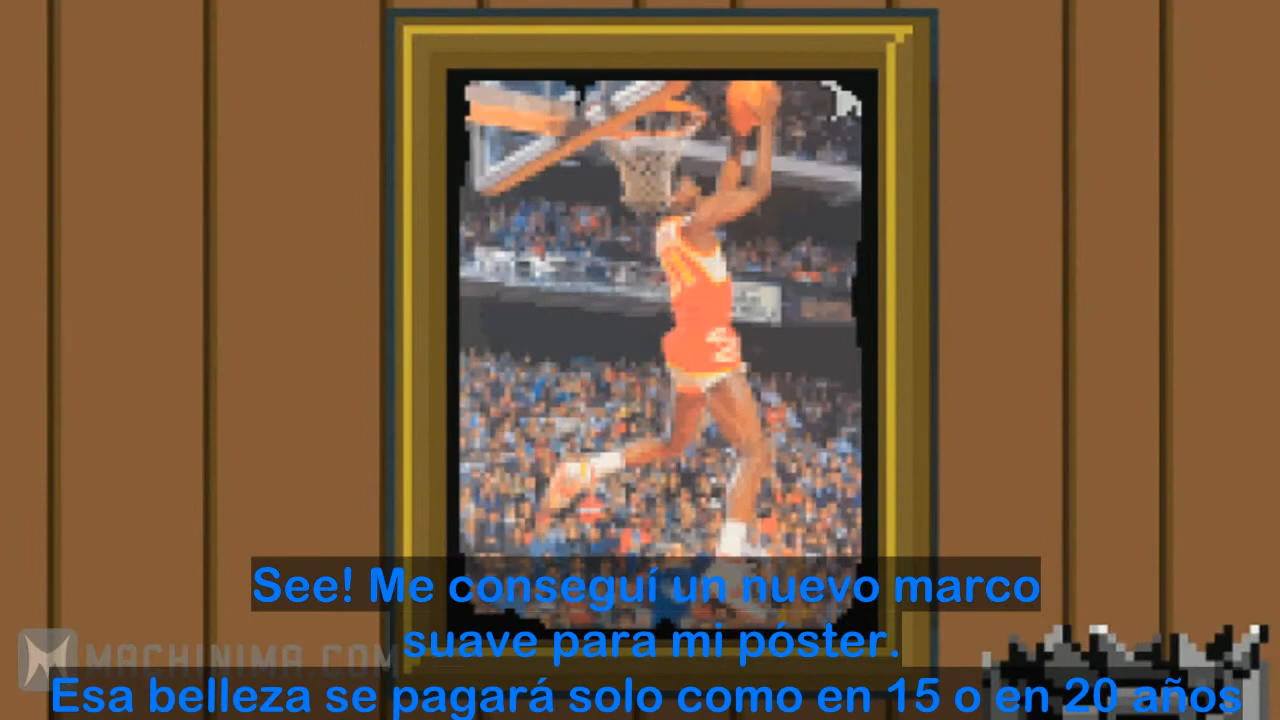 2
See! Me conseguí un nuevo marco
suave para mi póster.
MACHINIMA.COM
Esa belleza se pagará solo como en 15 o en 20 años